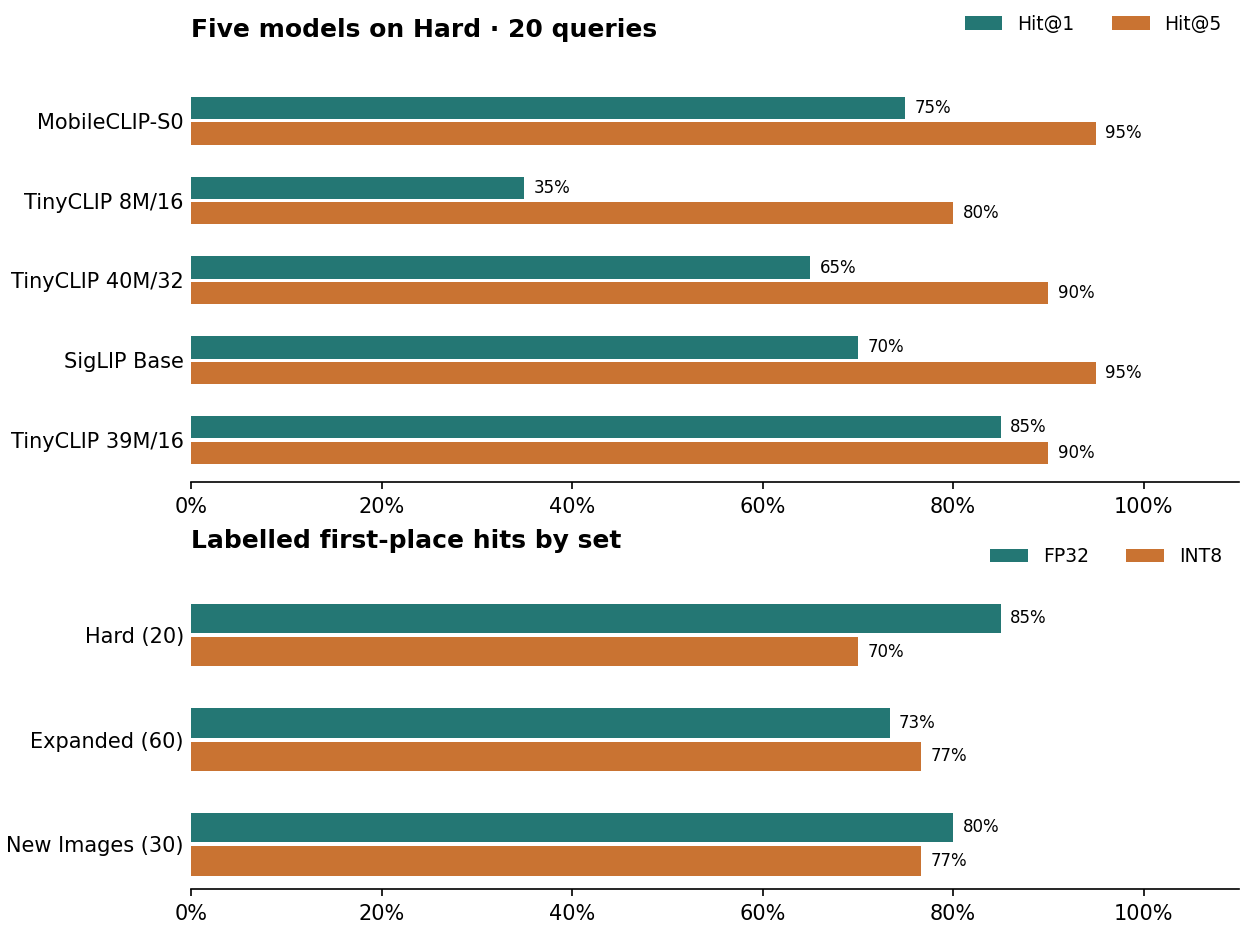 Five models on Hard · 20 queries
Hit@1 Hit@5
MobileCLIP-S0
75%
95%
TinyCLIP 8M/16
35%
80%
TinyCLIP 40M/32
65%
90%
SigLIP Base
70%
95%
TinyCLIP 39M/16
85%
90%
0% 20% 40% 60% 80% 100%
Labelled first-place hits by set
FP32 INT8
Hard (20)
85%
70%
Expanded (60)
73%
77%
New Images (30)
80%
77%
0% 20% 40% 60% 80% 100%